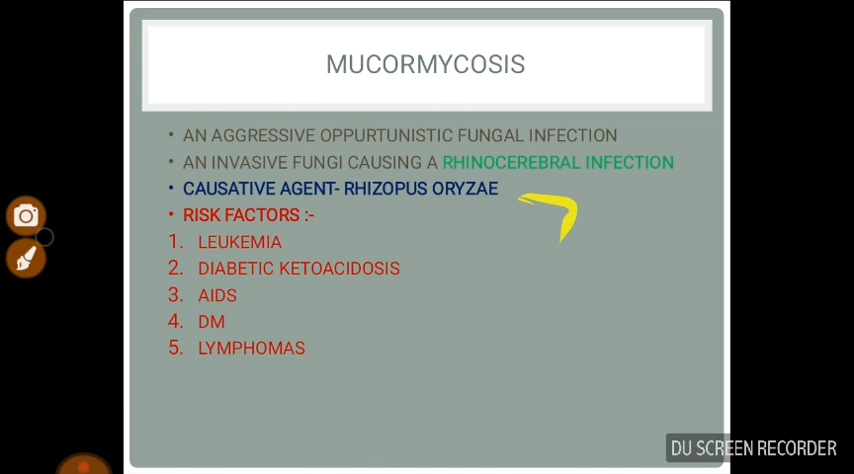 MUCORMYCOSIS
• AN AGGRESSIVE OPPURTUNISTIC FUNGAL INFECTION
• AN INVASIVE FUNGI CAUSING A RHINOCEREBRAL INFECTION
• CAUSATIVE AGENT- RHIZOPUS ORYZAE
• RISK FACTORS :-
1. LEUKEMIA
2. DIABETIC KETOACIDOSIS
3. AIDS
4. DM
5. LYMPHOMAS
DU SCREEN RECORDER